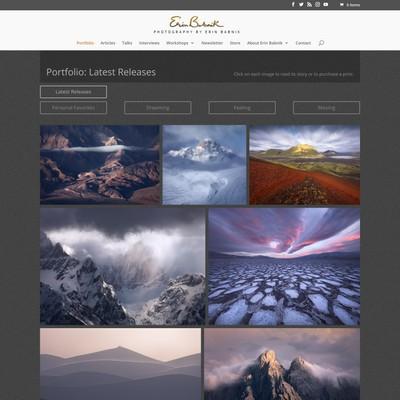 0 Items
Erin Babnik
PHOTOGRAPHY BY ERIN BABNIK
Portfolio Articles Talks Interviews Workshops Newsletter Store About Erin Babnik Contact
Portfolio: Latest Releases
Click on each image to read its story or to purchase a print.
Latest Releases
Personal Favorites Dreaming Feeling Moving